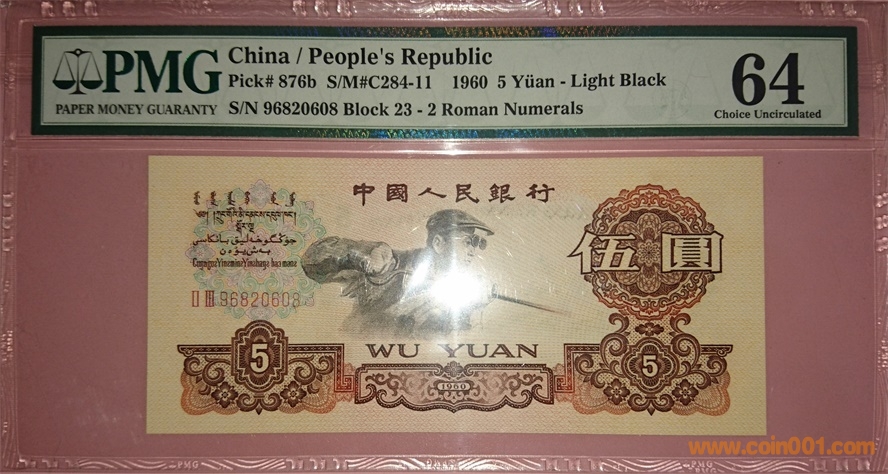 PMG
PAPER MONEY GUARANTY
China / People's Republic
Pick# 876b S/M#C284-11 1960 5 Yüan - Light Black
S/N 96820608 Block 23 - 2 Roman Numerals
64
Choice Uncirculated
中國人民銀行
伍圓
II III 96820608
5
WU YUAN
5
1960
www.coin001.com
PMG
PMG